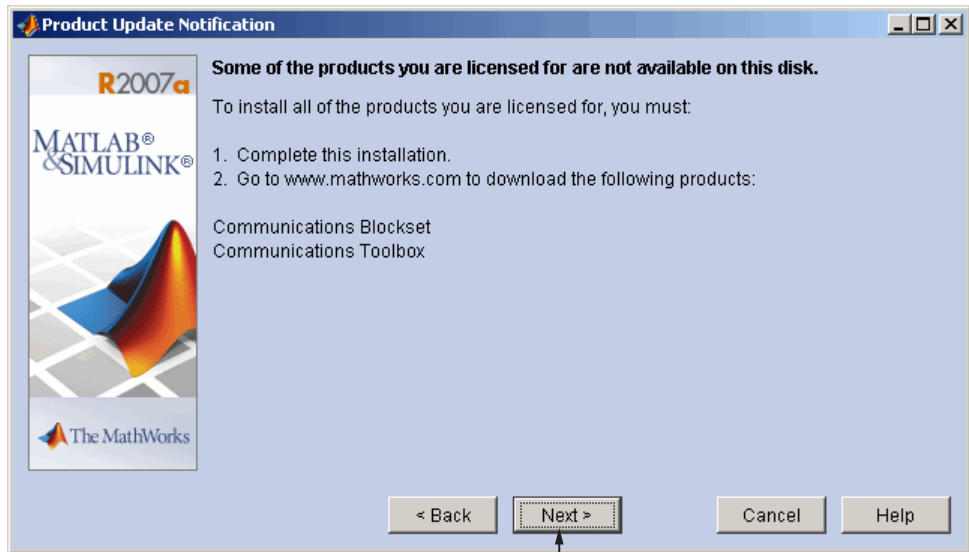 Product Update Notification
R2007a
MATLAB®
&SIMULINK®
The MathWorks
Some of the products you are licensed for are not available on this disk.
To install all of the products you are licensed for, you must:
1. Complete this installation.
2. Go to www.mathworks.com to download the following products:
Communications Blockset
Communications Toolbox
< Back
Next >
Cancel
Help